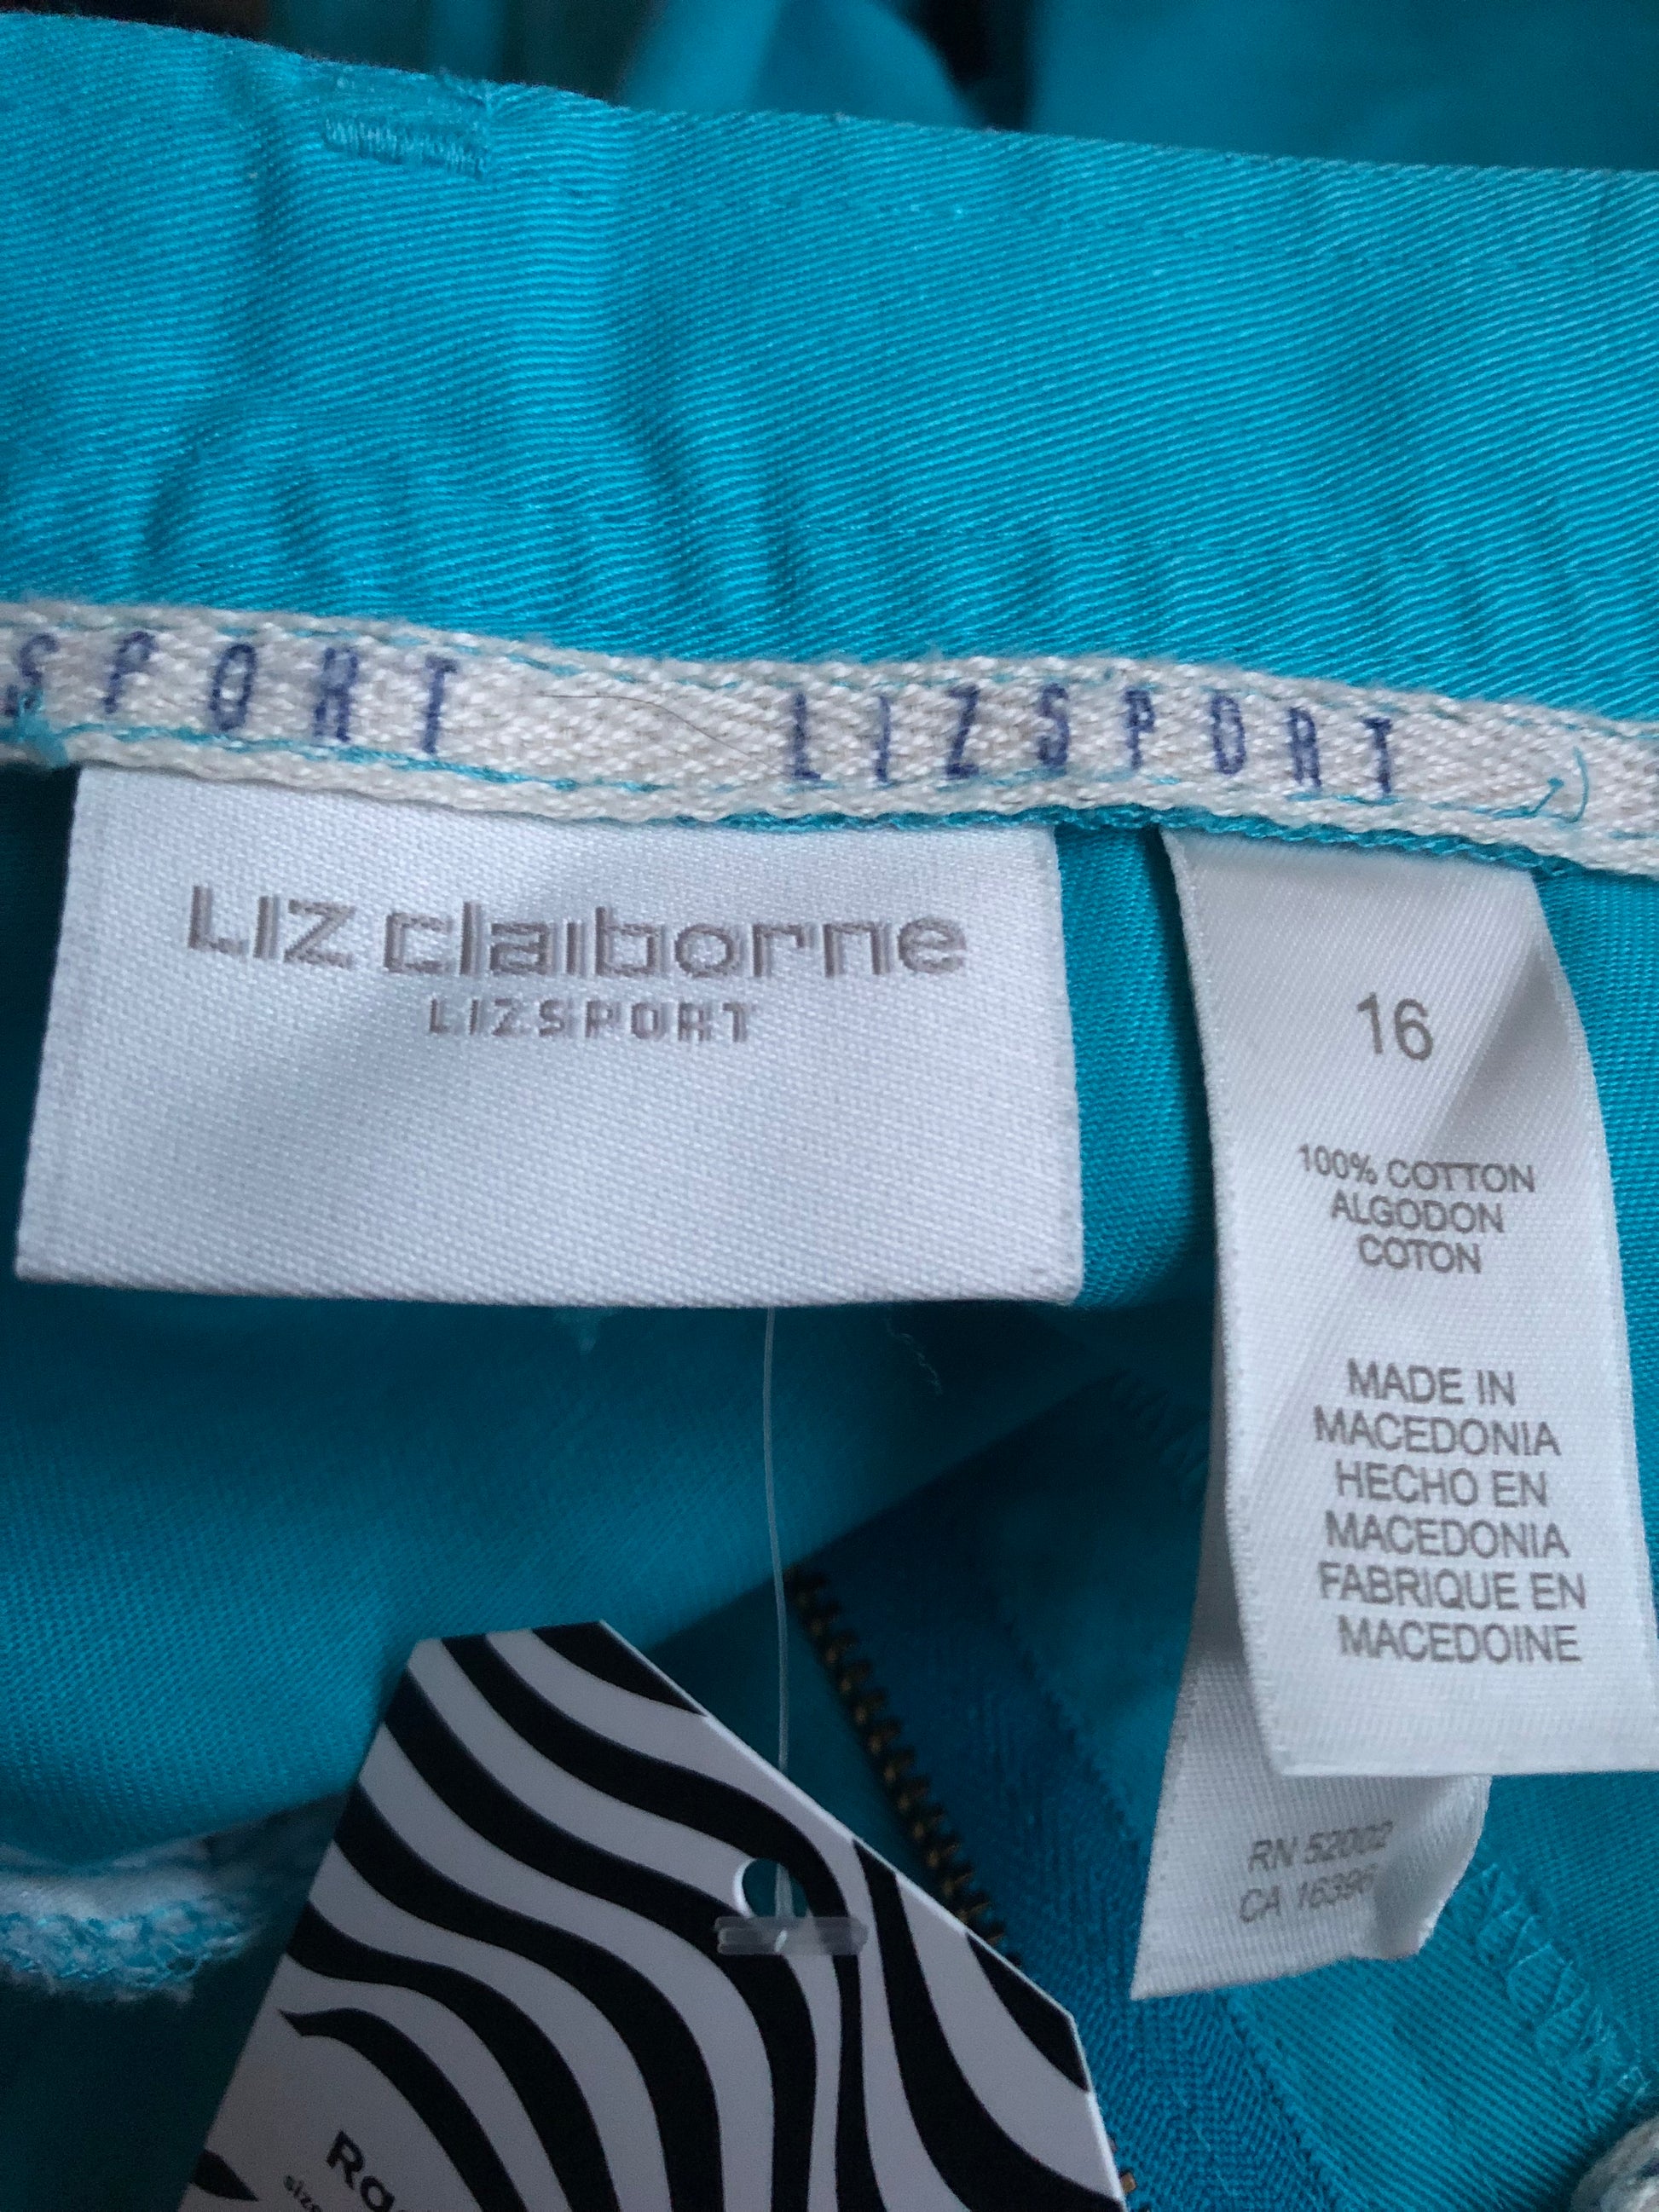 SPORT LIZSPORT
Liz claiborne
LIZSPORT
16
100% COTTON
ALGODON
COTON
MADE IN
MACEDONIA
HECHO EN
MACEDONIA
FABRIQUE EN
MACEDOINE
RN 52002
CA 16396